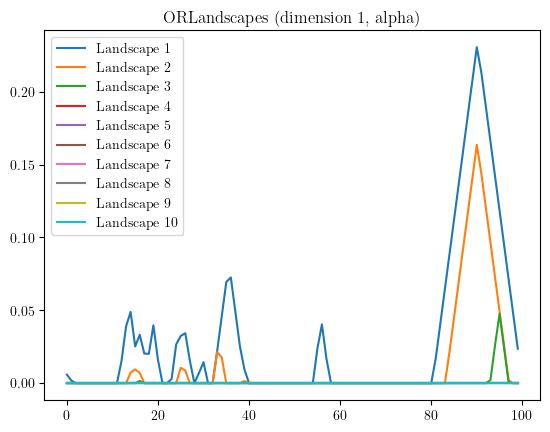 ORLandscapes (dimension 1, alpha)
Landscape 1
Landscape 2
Landscape 3
Landscape 4
Landscape 5
Landscape 6
Landscape 7
Landscape 8
Landscape 9
Landscape 10
0.20
0.15
0.10
0.05
0.00
0 20 40 60 80 100